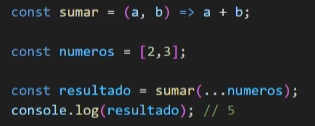 const sumar = (a, b) => a + b;
const numeros = [2,3];
const resultado = sumar(...numeros);
console.log(resultado); // 5